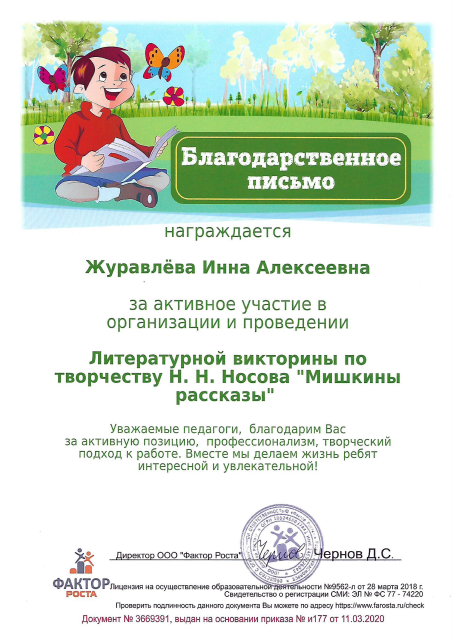 Благодарственное
письмо
награждается
Журавлёва Инна Алексеевна
за активное участие в
организации и проведении
Литературной викторины по
творчеству Н. Н. Носова "Мишкины
рассказы"
Уважаемые педагоги, благодарим Вас
за активную позицию, профессионализм, творческий
подход к работе. Вместе мы делаем жизнь ребят
интересной и увлекательной!
Директор ООО "Фактор Роста"
Чернов Д.С.
ФАКТОР
РОСТА
Лицензия на осуществление образовательной деятельности №9562-л от 28 марта 2018 г.
Свидетельство о регистрации СМИ: ЭЛ № ФС 77 - 74220
Проверить подлинность данного документа Вы можете по адресу https://www.farosta.ru/check
Документ № 3669391, выдан на основании приказа № и177 от 11.03.2020